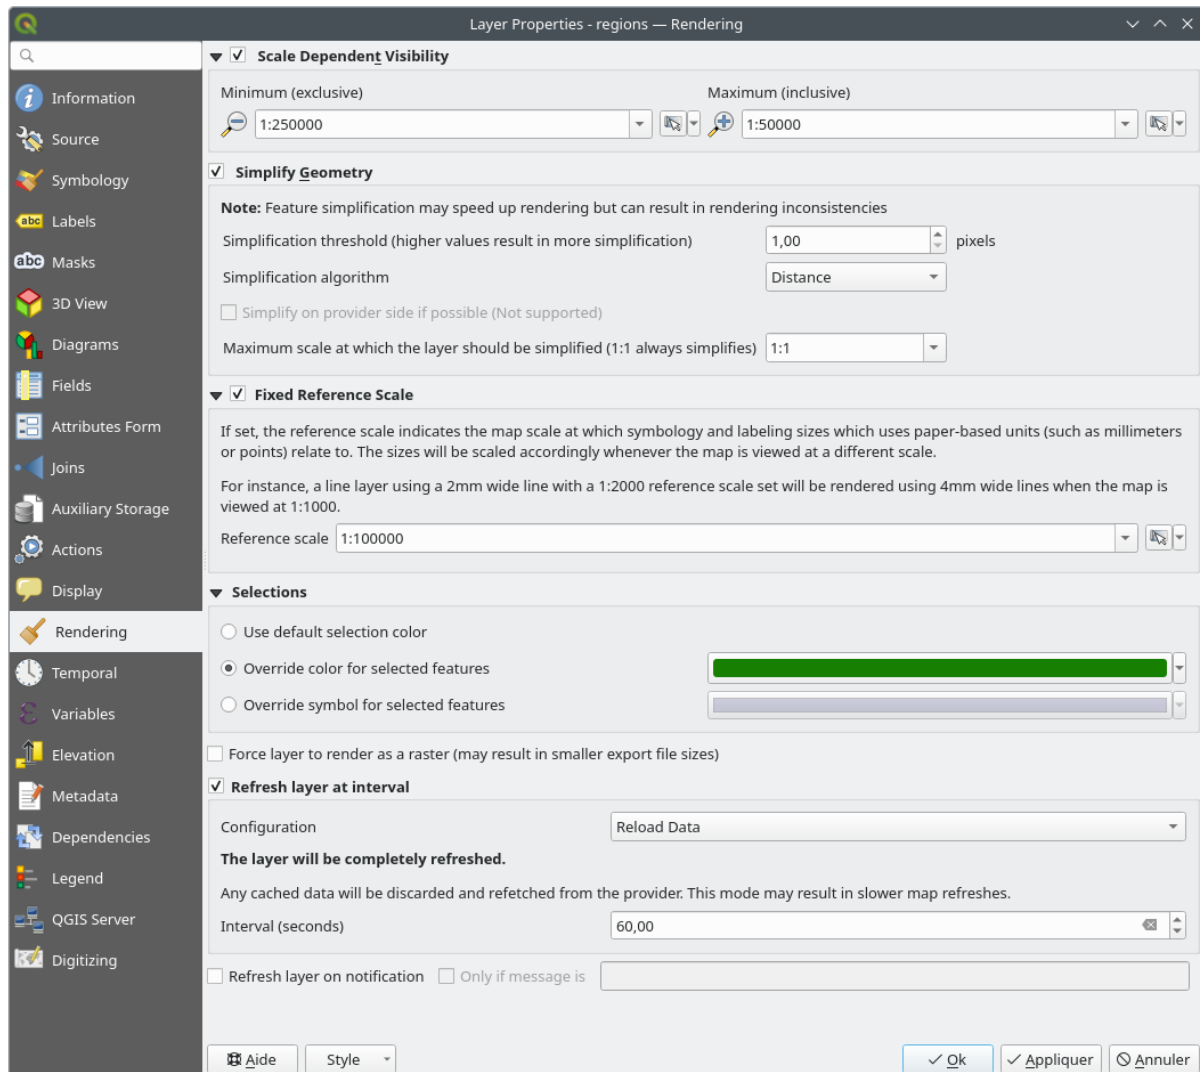 Layer Properties - regions — Rendering
Information
Source
Symbology
abc Labels
abc Masks
3D View
Diagrams
Fields
Attributes Form
Joins
Auxiliary Storage
Actions
Display
Rendering
Temporal
Variables
Elevation
Metadata
Dependencies
Legend
QGIS Server
Digitizing
Scale Dependent Visibility
Minimum (exclusive) Maximum (inclusive)
1:250000 1:50000
Simplify Geometry
Note: Feature simplification may speed up rendering but can result in rendering inconsistencies
Simplification threshold (higher values result in more simplification) 1,00 pixels
Simplification algorithm Distance
Simplify on provider side if possible (Not supported)
Maximum scale at which the layer should be simplified (1:1 always simplifies) 1:1
Fixed Reference Scale
If set, the reference scale indicates the map scale at which symbology and labeling sizes which uses paper-based units (such as millimeters
or points) relate to. The sizes will be scaled accordingly whenever the map is viewed at a different scale.
For instance, a line layer using a 2mm wide line with a 1:2000 reference scale set will be rendered using 4mm wide lines when the map is
viewed at 1:1000.
Reference scale 1:100000
Selections
Use default selection color
Override color for selected features
Override symbol for selected features
Force layer to render as a raster (may result in smaller export file sizes)
Refresh layer at interval
Configuration Reload Data
The layer will be completely refreshed.
Any cached data will be discarded and refetched from the provider. This mode may result in slower map refreshes.
Interval (seconds) 60,00
Refresh layer on notification Only if message is
Aide Style Ok Appliquer Annuler